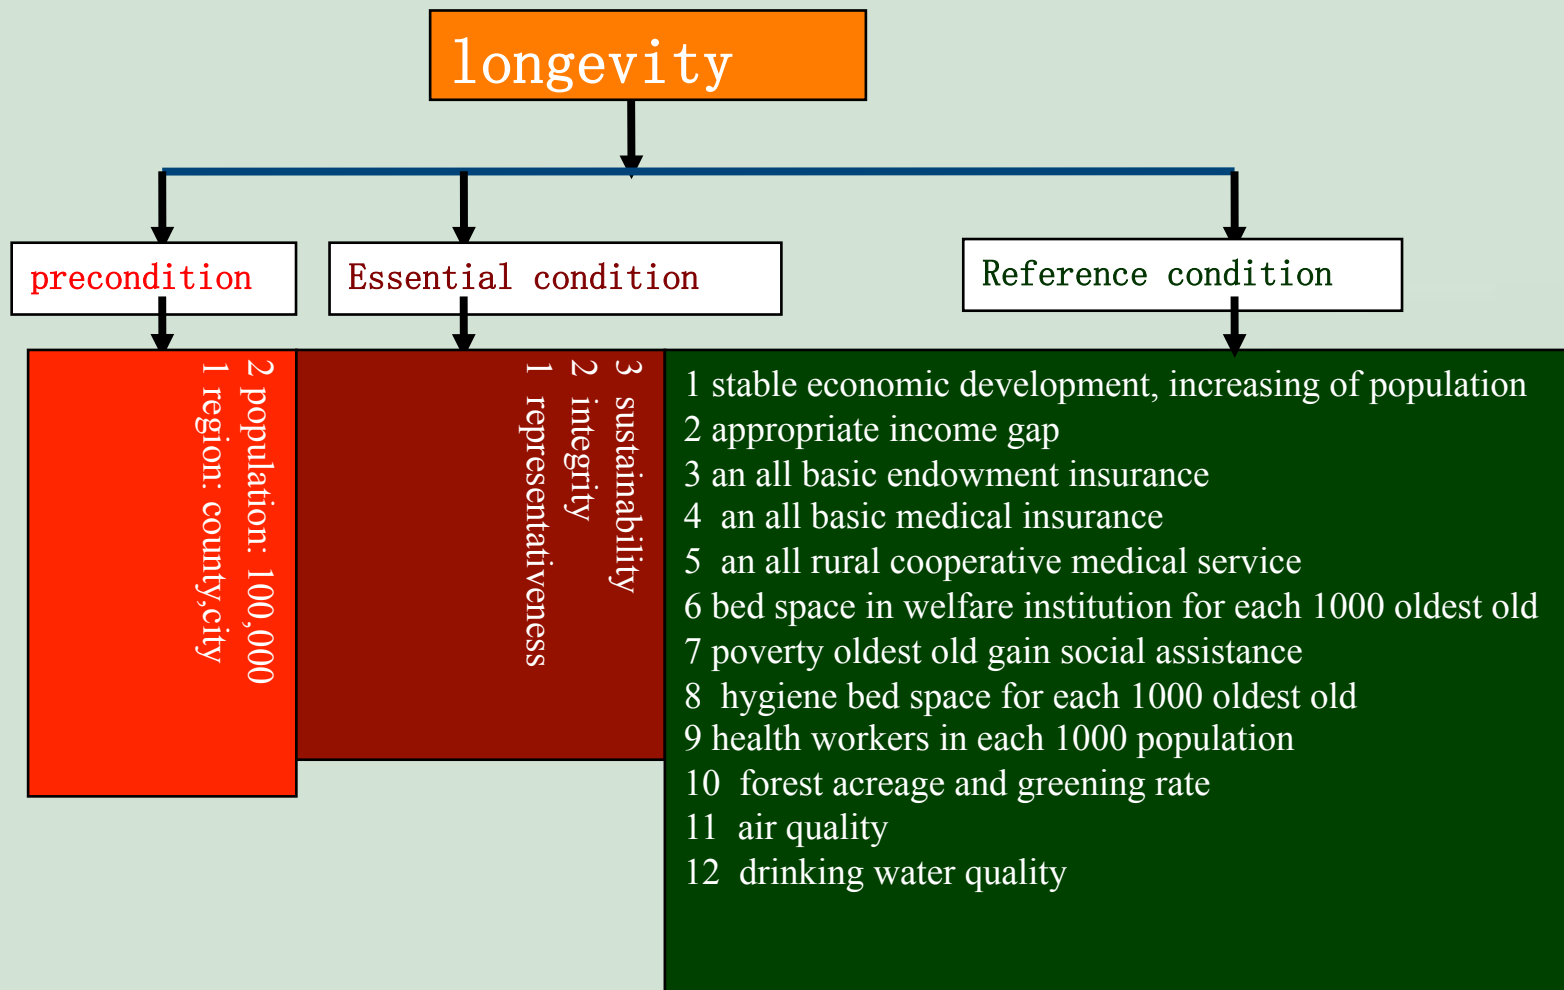 longevity
precondition
Essential condition
Reference condition
1 region: county,city
2 population: 100,000
1 representativeness
2 integrity
3 sustainability
1 stable economic development, increasing of population
2 appropriate income gap
3 an all basic endowment insurance
4 an all basic medical insurance
5 an all rural cooperative medical service
6 bed space in welfare institution for each 1000 oldest old
7 poverty oldest old gain social assistance
8 hygiene bed space for each 1000 oldest old
9 health workers in each 1000 population
10 forest acreage and greening rate
11 air quality
12 drinking water quality